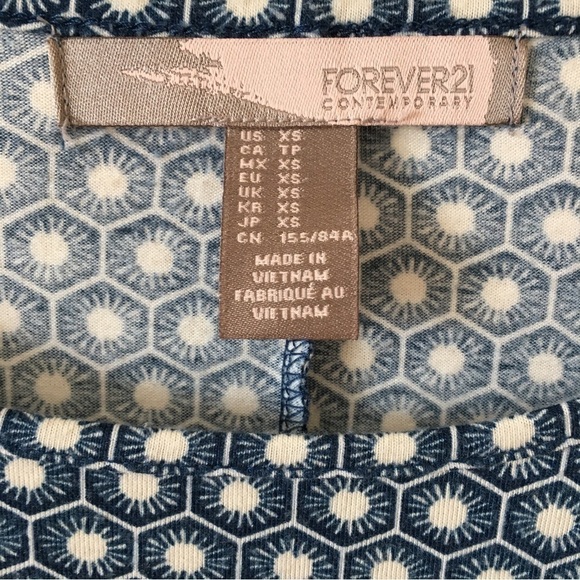 FOREVER21
CONTEMPORARY
US XS
CA TP
MX XS
EU XS
UK XS
KR XS
JP XS
CN 155/84A
MADE IN
VIETNAM
FABRIQUÉ AU
VIETNAM